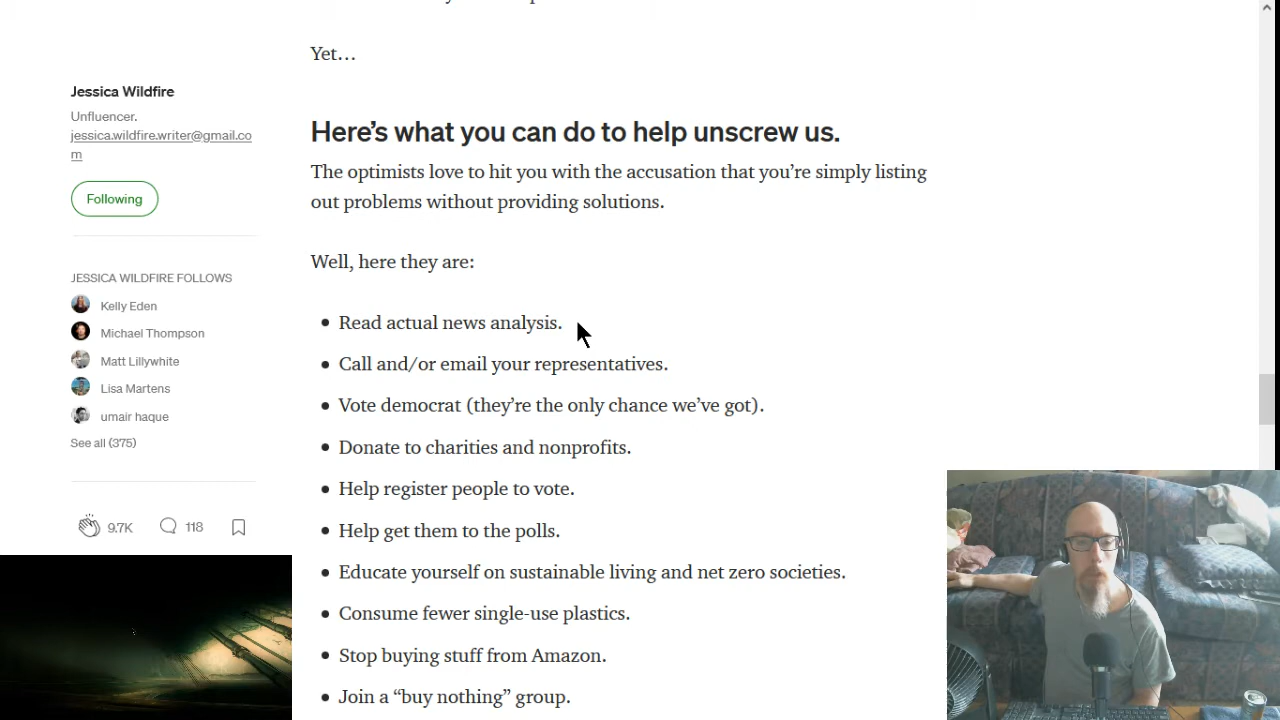 Yet…
Jessica Wildfire
Unfluencer.
jessica.wildfire.writer@gmail.co
m
Following
JESSICA WILDFIRE FOLLOWS
Kelly Eden
Michael Thompson
Matt Lillywhite
Lisa Martens
umair haque
See all (375)
9.7K 118
Here's what you can do to help unscrew us.
The optimists love to hit you with the accusation that you're simply listing
out problems without providing solutions.
Well, here they are:
• Read actual news analysis.
• Call and/or email your representatives.
• Vote democrat (they're the only chance we've got).
• Donate to charities and nonprofits.
• Help register people to vote.
• Help get them to the polls.
• Educate yourself on sustainable living and net zero societies.
• Consume fewer single-use plastics.
• Stop buying stuff from Amazon.
• Join a “buy nothing” group.